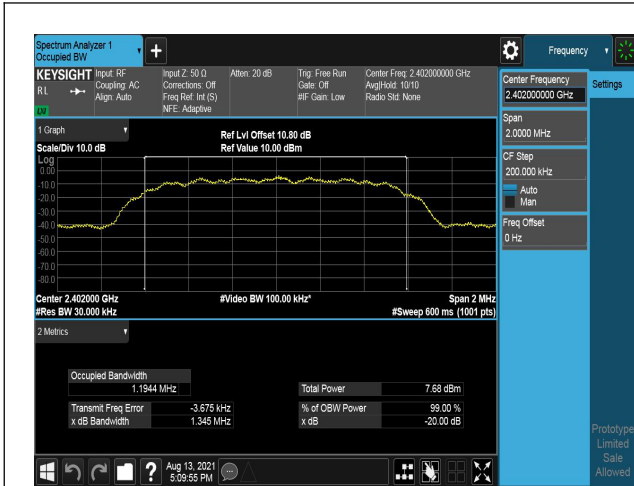 Spectrum Analyzer 1
Occupied BW
Frequency
KEYSIGHT
R L
Input: RF
Coupling: AC
Align: Auto
Input Z: 50 Ω
Corrections: Off
Freq Ref: Int (S)
NFE: Adaptive
Atten: 20 dB
Trig: Free Run
Gate: Off
#IF Gain: Low
Center Freq: 2.402000000 GHz
Avg|Hold: 10/10
Radio Std: None
Center Frequency
2.402000000 GHz
Settings
Span
2.0000 MHz
CF Step
200.000 kHz
Auto
Man
Freq Offset
0 Hz
1 Graph
Scale/Div 10.0 dB
Ref Lvl Offset 10.80 dB
Ref Value 10.00 dBm
Log
0.00
-10.0
-20.0
-30.0
-40.0
-50.0
-60.0
-70.0
-80.0
Center 2.402000 GHz
#Video BW 100.00 kHz*
Span 2 MHz
#Res BW 30.000 kHz
#Sweep 600 ms (1001 pts)
2 Metrics
Occupied Bandwidth
1.1944 MHz
Total Power 7.68 dBm
Transmit Freq Error -3.675 kHz
% of OBW Power 99.00 %
x dB Bandwidth 1.345 MHz
x dB -20.00 dB
Prototype
Limited
Sale
Allowed
Aug 13, 2021
5:09:55 PM